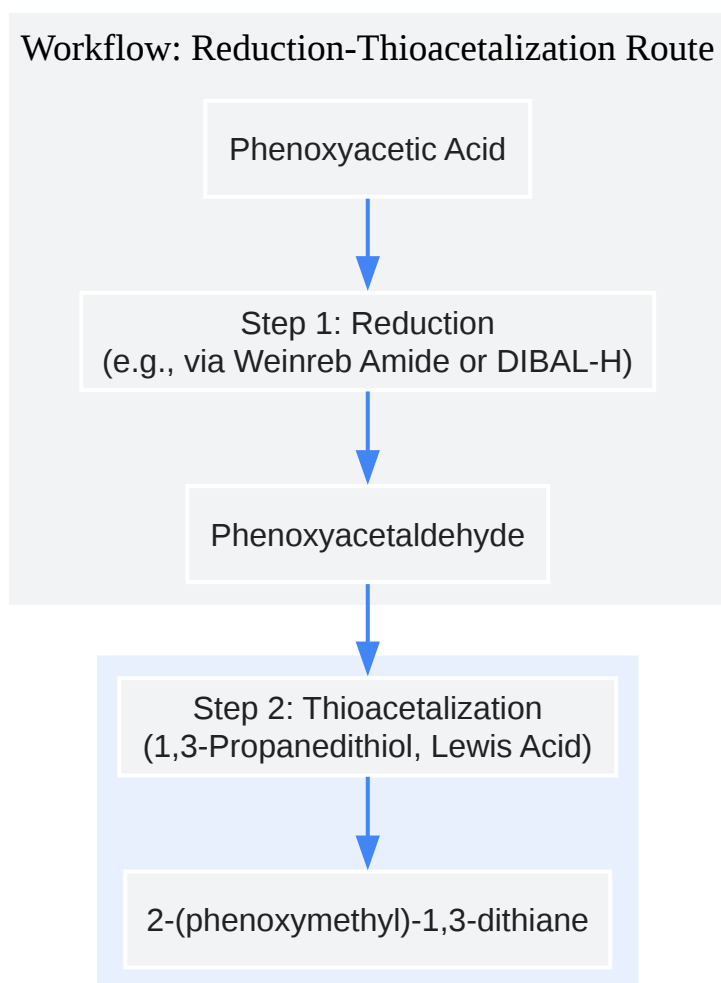 Workflow: Reduction-Thioacetalization Route
Phenoxyacetic Acid
Step 1: Reduction
(e.g., via Weinreb Amide or DIBAL-H)
Phenoxyacetaldehyde
Step 2: Thioacetalization
(1,3-Propanedithiol, Lewis Acid)
2-(phenoxymethyl)-1,3-dithiane